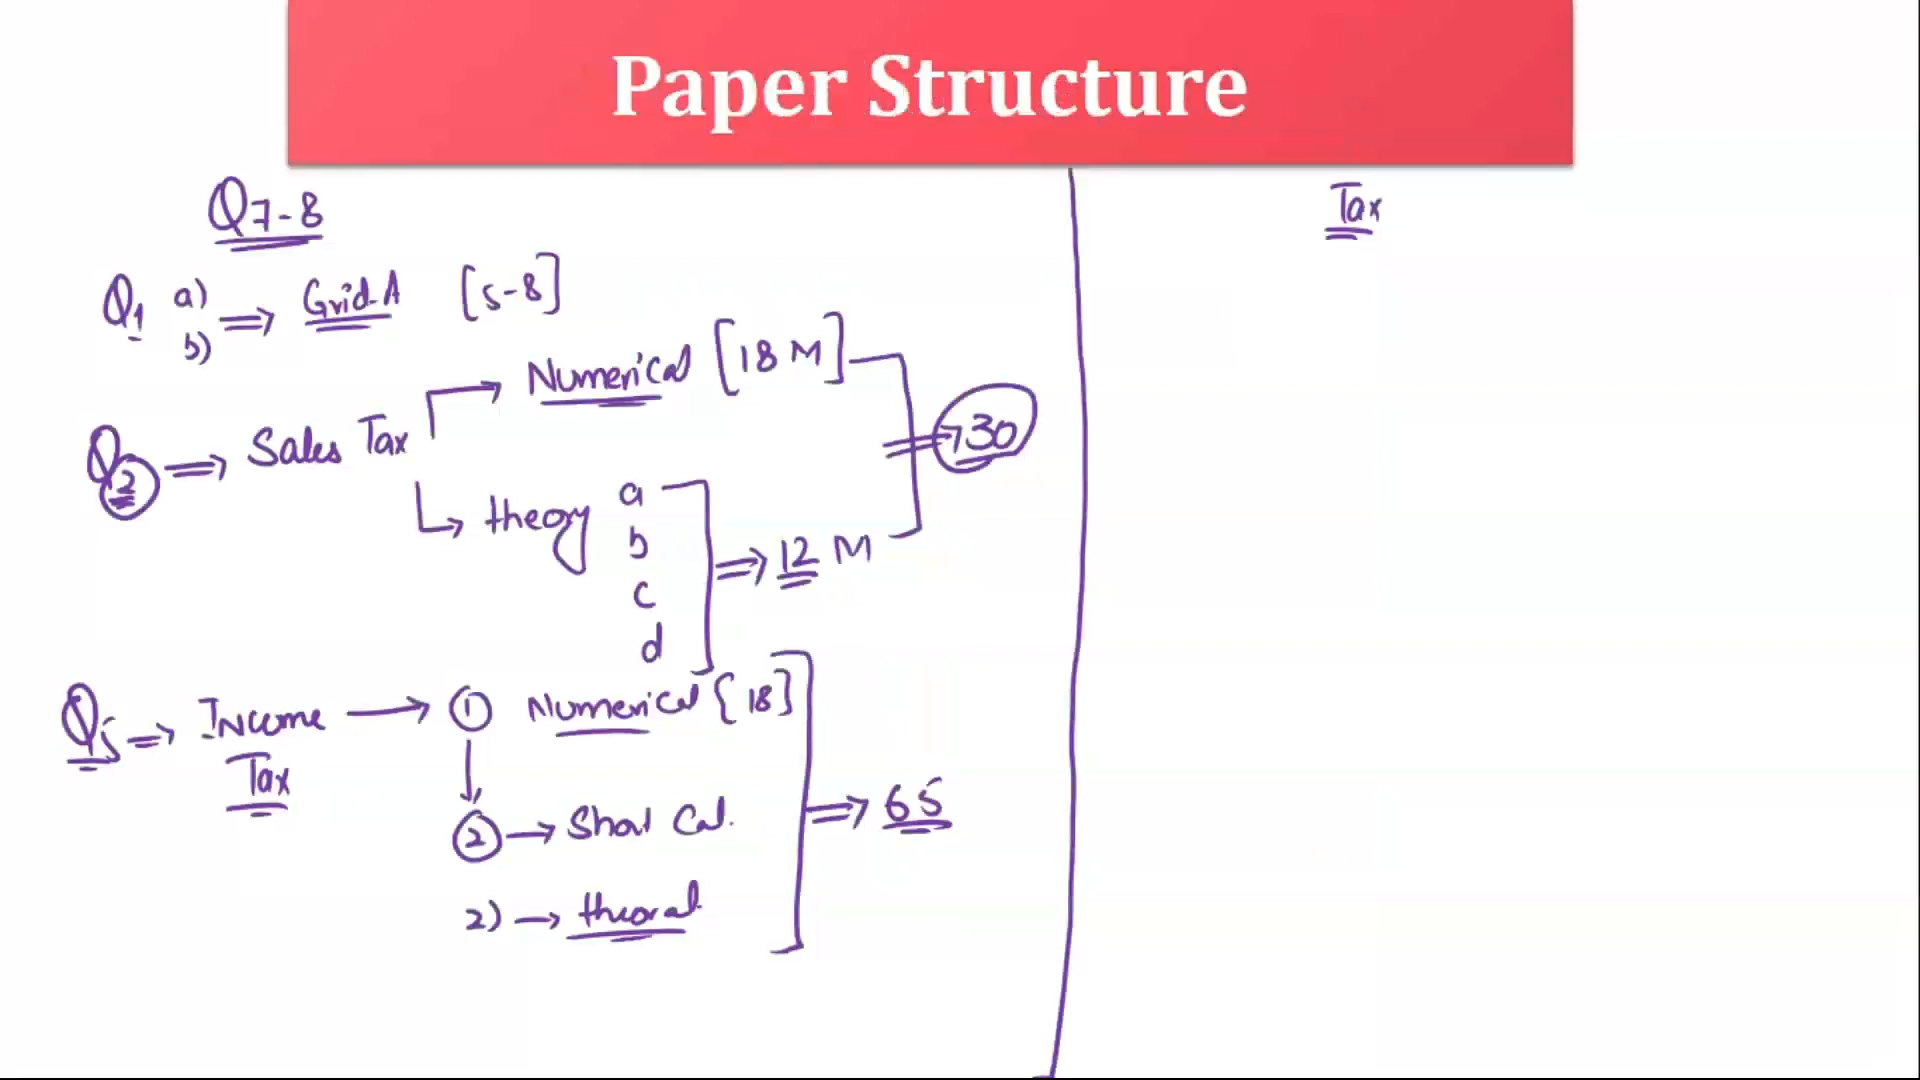 Paper Structure
Q7-8
Tax
Q1 a) b) ⇒ Grid-A [5-8]
Numerical [18 M]
Q2 ⇒ Sales Tax
⇒ 30
theory a
b
c
d
⇒ 12 M
Q5 ⇒ Income Tax → ① Numerical {18]
② → Short Cal.
⇒ 65
2) →